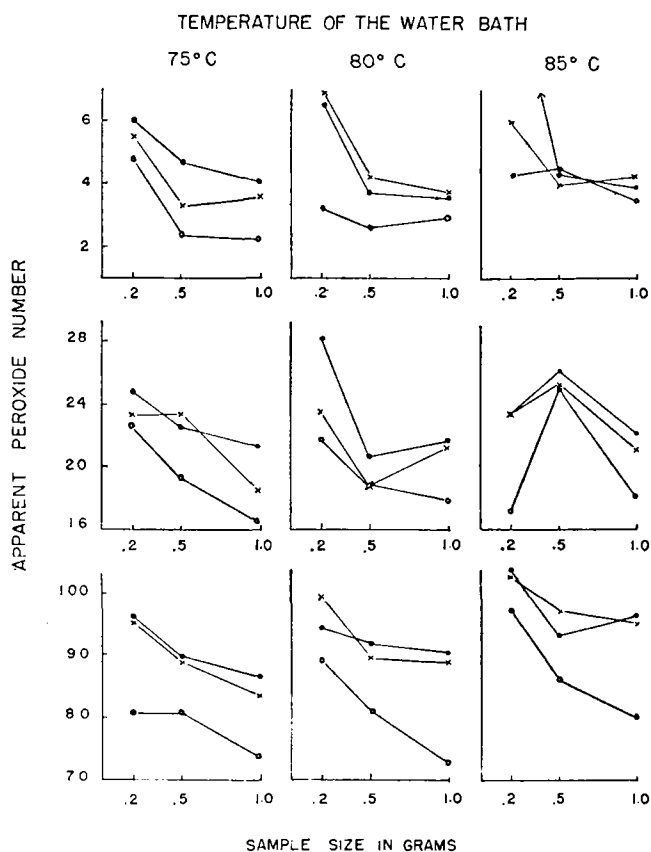 TEMPERATURE OF THE WATER BATH
75° C 80° C 85° C
APPARENT PEROXIDE NUMBER
6
4
2
.2 .5 1.0 .2 .5 1.0 .2 .5 1.0
28
24
20
16
.2 .5 1.0 .2 .5 1.0 .2 .5 1.0
100
90
80
70
.2 .5 1.0 .2 .5 1.0 .2 .5 1.0
SAMPLE SIZE IN GRAMS